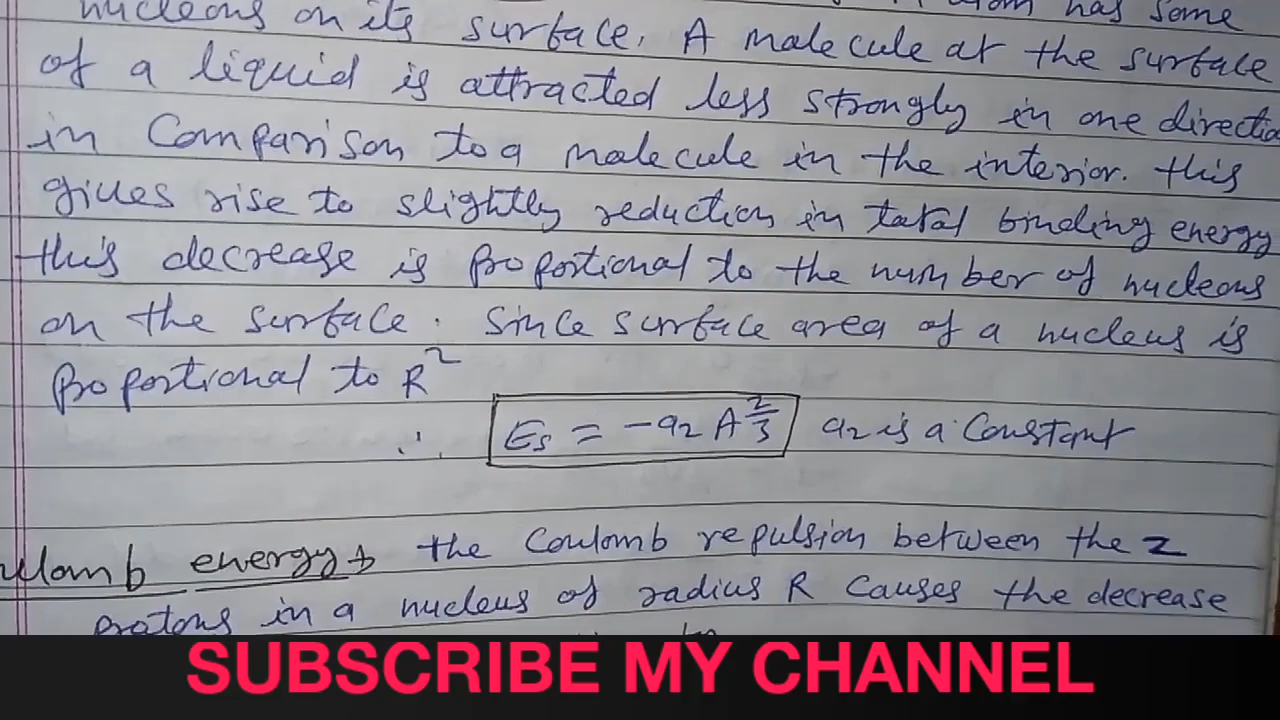 nucleons on its surface. A malecule at the surface
of a liquid is attracted less strongly in one directio
in Comparison to a malecule in the interior. this
gives rise to slightly reduction in tatal binding energy
this decrease is proportional to the number of nucleons
on the surface. Since surface area of a nucleus is
proportional to R²
∴ Es = -a₂ A^2/3 a₂ is a Constant
ulomb energy → the Coulomb repulsion between the Z
protons in a nucleus of radius R causes the decrease
SUBSCRIBE MY CHANNEL